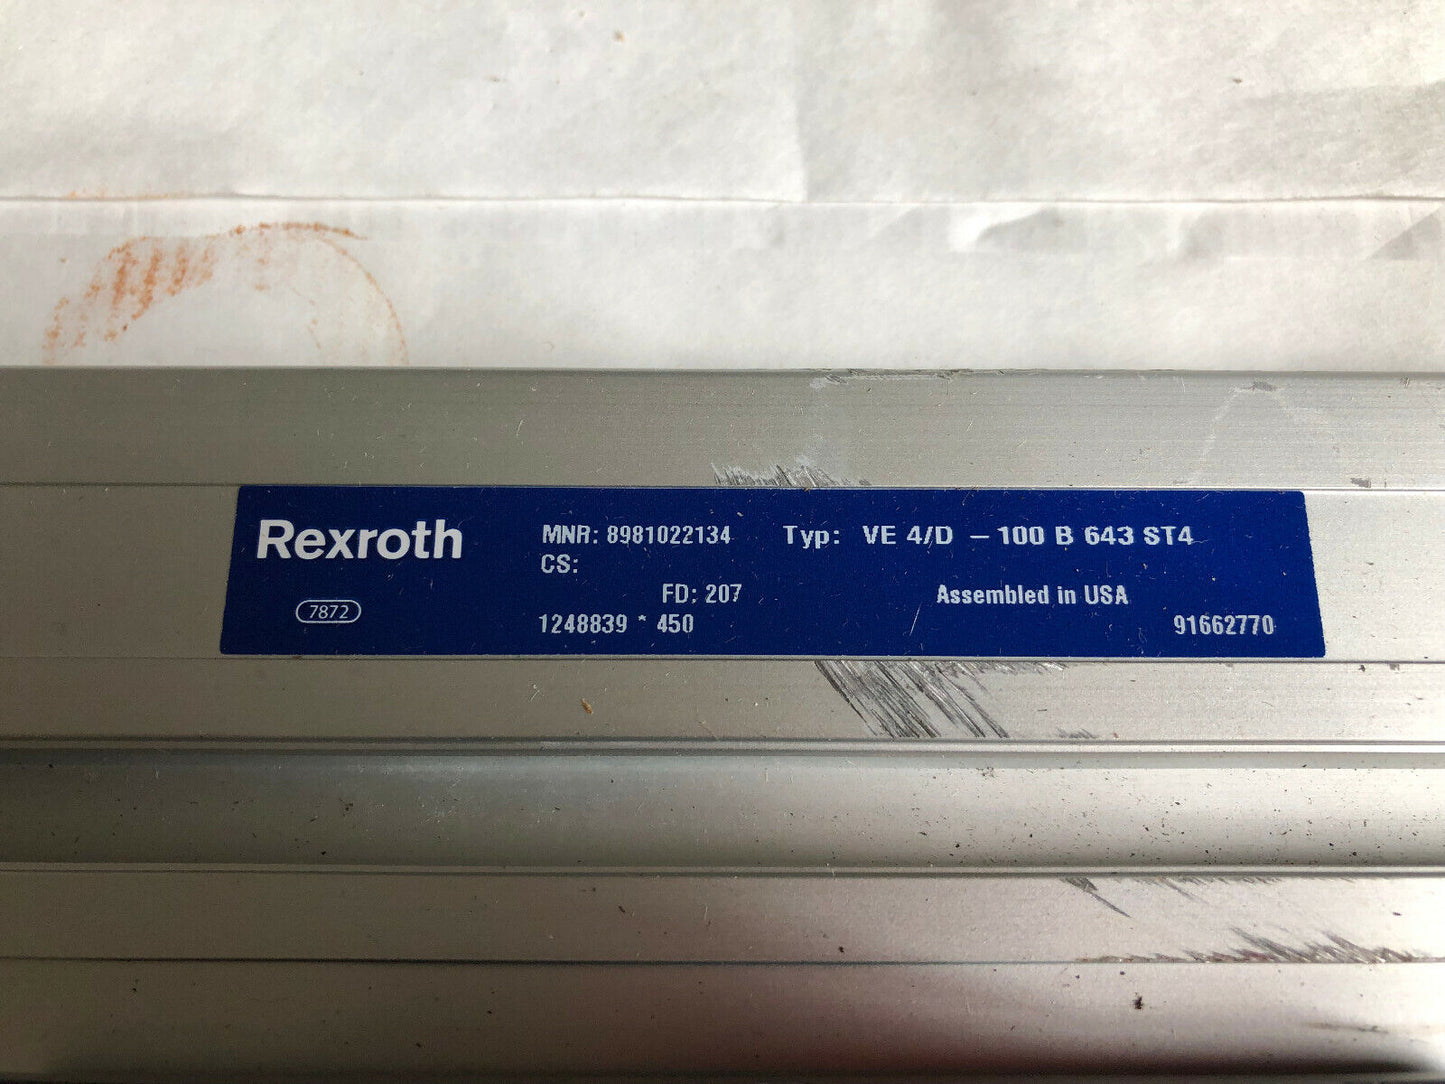 Rexroth
7872
MNR: 8981022134 Typ: VE 4/D - 100 B 643 ST4
CS:
FD: 207 Assembled in USA
1248839 * 450 91662770